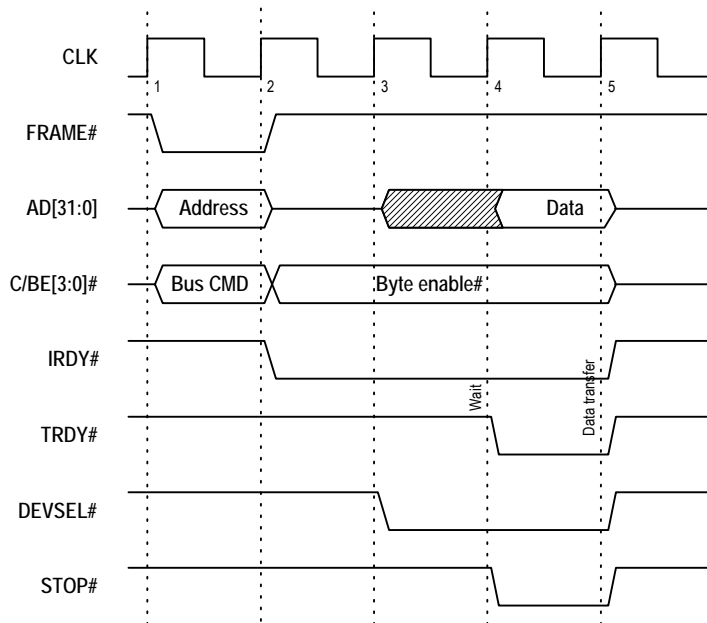 CLK
1 2 3 4 5
FRAME#
AD[31:0] Address Data
C/BE[3:0]# Bus CMD Byte enable#
IRDY#
Wait
Data transfer
TRDY#
DEVSEL#
STOP#